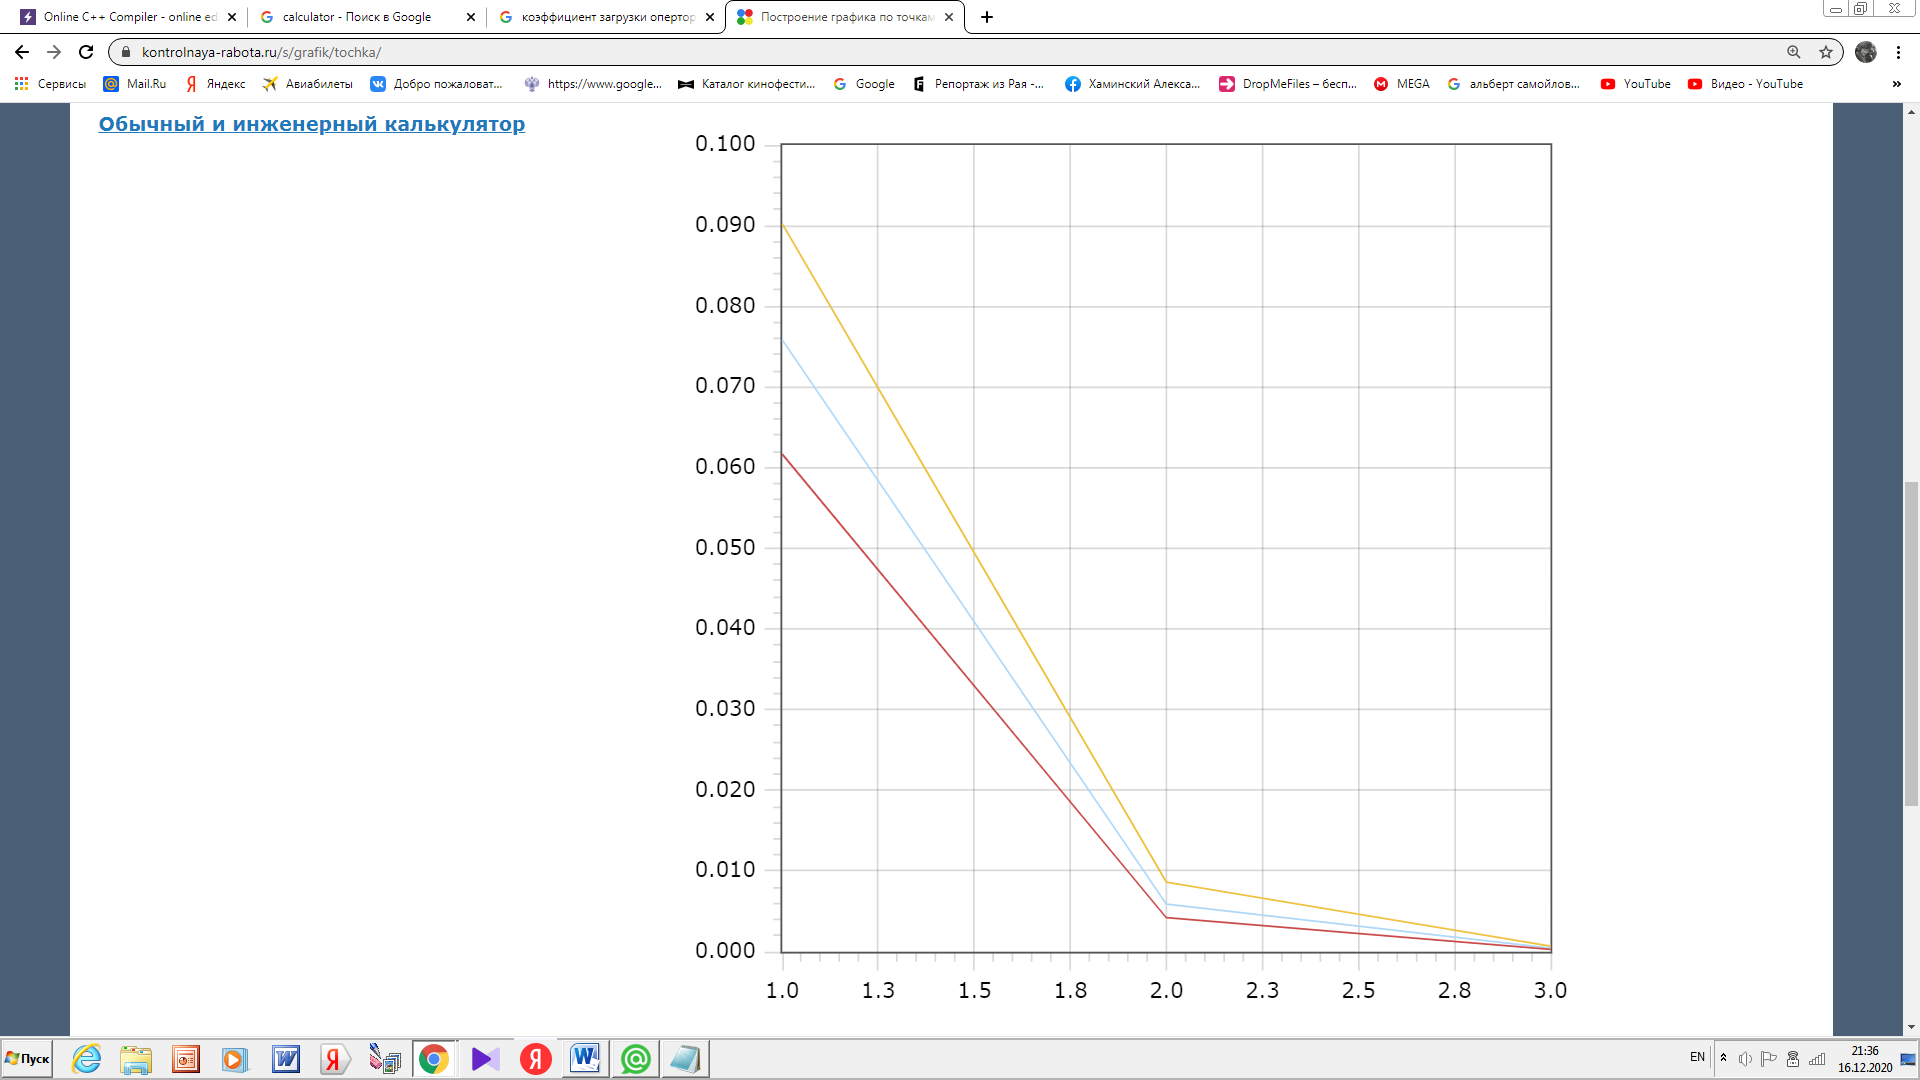 Online C++ Compiler - online ed
calculator - Поиск в Google
коэффициент загрузки оперто
Построение графика по точкам
kontrolnaya-rabota.ru/s/grafik/tochka/
Сервисы
Mail.Ru
Яндекс
Авиабилеты
Добро пожаловат...
https://www.google...
Каталог кинофести...
Google
Репортаж из Рая -...
Хаминский Алекса...
DropMeFiles – бесп...
MEGA
альберт самойлов...
YouTube
Видео - YouTube
»
Обычный и инженерный калькулятор
0.100
0.090
0.080
0.070
0.060
0.050
0.040
0.030
0.020
0.010
0.000
1.0 1.3 1.5 1.8 2.0 2.3 2.5 2.8 3.0
Пуск
EN
21:36
16.12.2020